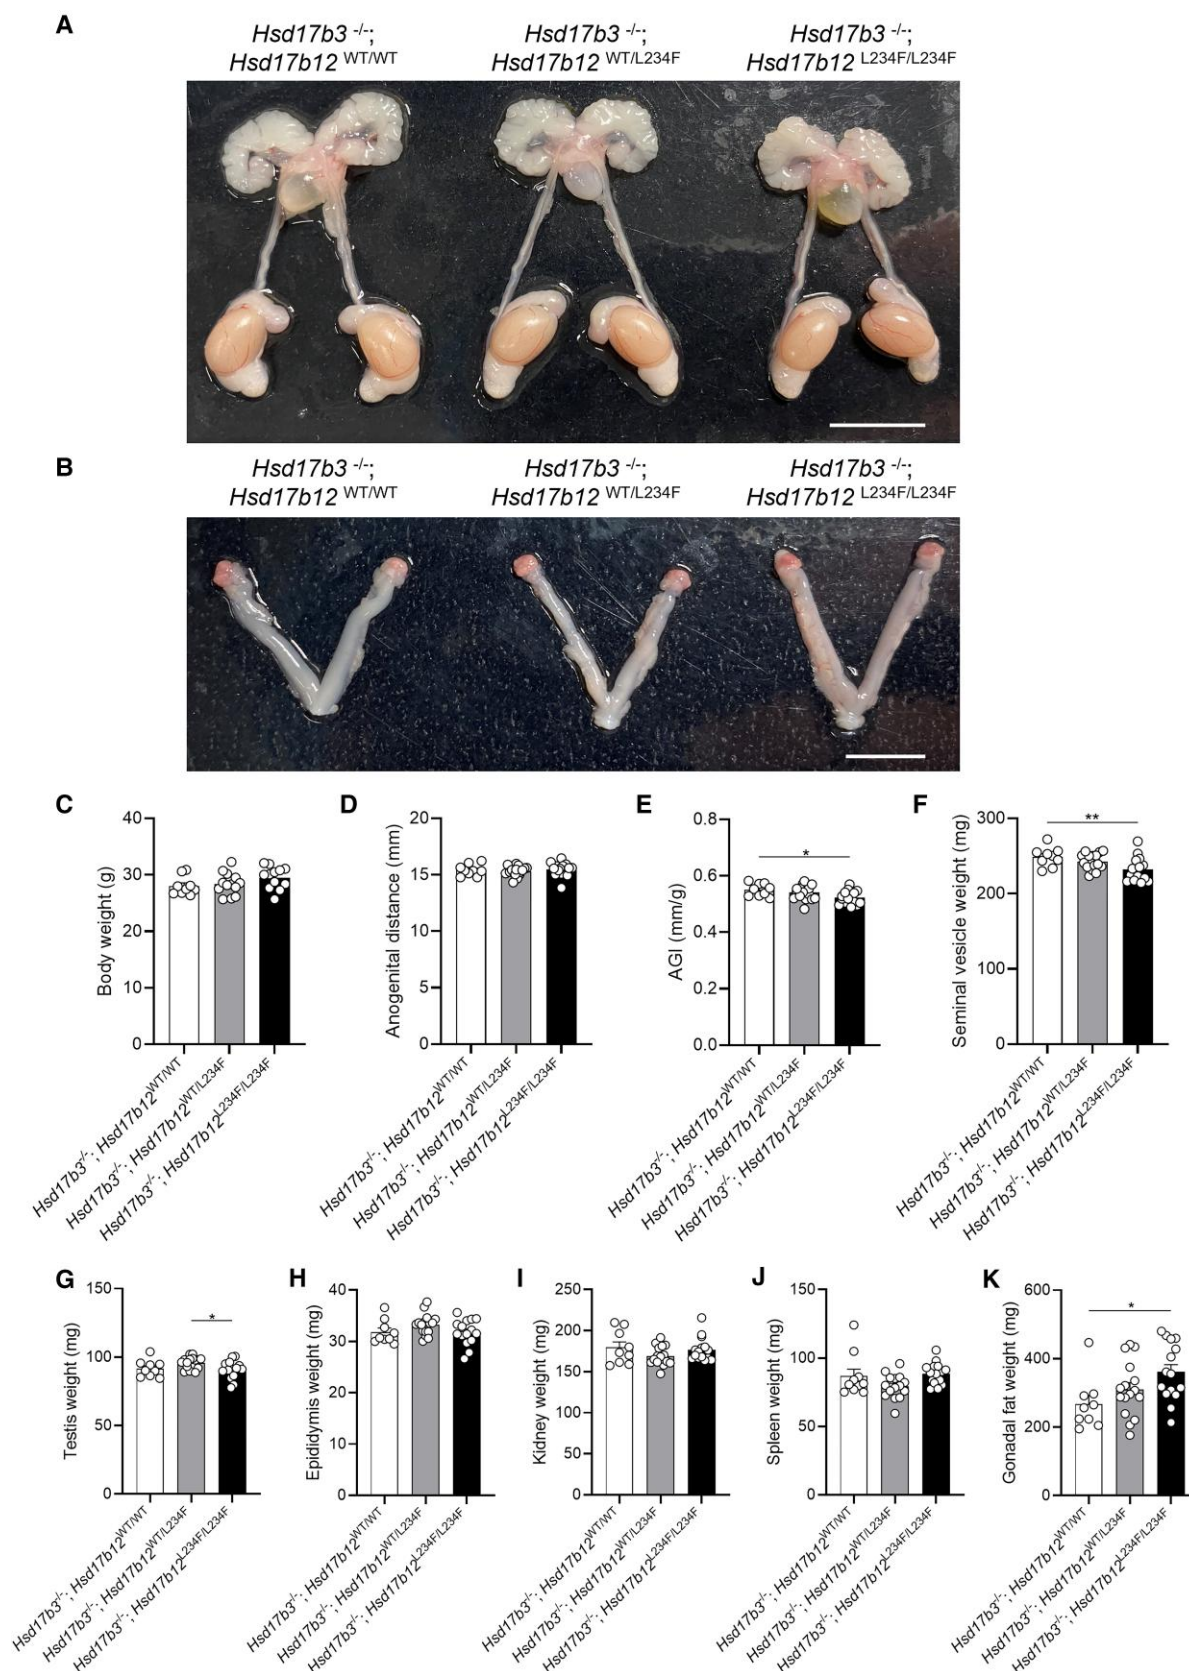 A
Hsd17b3 -/-; Hsd17b3 -/-; Hsd17b3 -/-;
Hsd17b12 WT/WT Hsd17b12 WT/L234F Hsd17b12 L234F/L234F
B
Hsd17b3 -/-; Hsd17b3 -/-; Hsd17b3 -/-;
Hsd17b12 WT/WT Hsd17b12 WT/L234F Hsd17b12 L234F/L234F
C
Body weight (g)
40
30
20
10
0
Hsd17b3-/-; Hsd17b12WT/WT
Hsd17b3-/-; Hsd17b12WT/L234F
Hsd17b3-/-; Hsd17b12L234F/L234F
D
Anogenital distance (mm)
20
15
10
5
0
Hsd17b3-/-; Hsd17b12WT/WT
Hsd17b3-/-; Hsd17b12WT/L234F
Hsd17b3-/-; Hsd17b12L234F/L234F
E
AGI (mm/g)
0.8
0.6
0.4
0.2
0.0
*
Hsd17b3-/-; Hsd17b12WT/WT
Hsd17b3-/-; Hsd17b12WT/L234F
Hsd17b3-/-; Hsd17b12L234F/L234F
F
Seminal vesicle weight (mg)
300
200
100
0
**
Hsd17b3-/-; Hsd17b12WT/WT
Hsd17b3-/-; Hsd17b12WT/L234F
Hsd17b3-/-; Hsd17b12L234F/L234F
G
Testis weight (mg)
150
100
50
0
*
Hsd17b3-/-; Hsd17b12WT/WT
Hsd17b3-/-; Hsd17b12WT/L234F
Hsd17b3-/-; Hsd17b12L234F/L234F
H
Epididymis weight (mg)
40
30
20
10
0
Hsd17b3-/-; Hsd17b12WT/WT
Hsd17b3-/-; Hsd17b12WT/L234F
Hsd17b3-/-; Hsd17b12L234F/L234F
I
Kidney weight (mg)
250
200
150
100
50
0
Hsd17b3-/-; Hsd17b12WT/WT
Hsd17b3-/-; Hsd17b12WT/L234F
Hsd17b3-/-; Hsd17b12L234F/L234F
J
Spleen weight (mg)
150
100
50
0
Hsd17b3-/-; Hsd17b12WT/WT
Hsd17b3-/-; Hsd17b12WT/L234F
Hsd17b3-/-; Hsd17b12L234F/L234F
K
Gonadal fat weight (mg)
600
400
200
0
*
Hsd17b3-/-; Hsd17b12WT/WT
Hsd17b3-/-; Hsd17b12WT/L234F
Hsd17b3-/-; Hsd17b12L234F/L234F